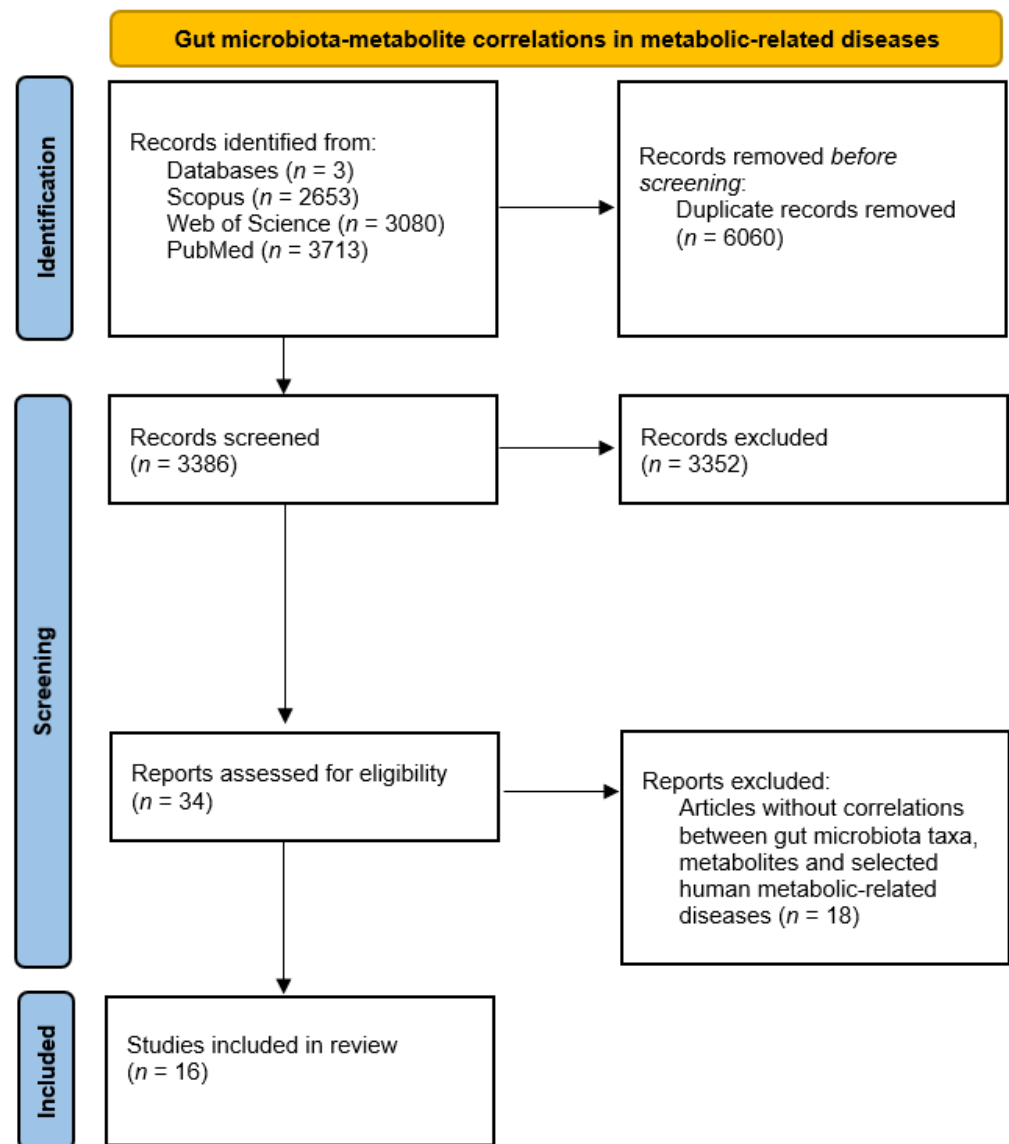 Gut microbiota-metabolite correlations in metabolic-related diseases
Identification
Records identified from:
Databases (n = 3)
Scopus (n = 2653)
Web of Science (n = 3080)
PubMed (n = 3713)
Records removed before
screening:
Duplicate records removed
(n = 6060)
Screening
Records screened
(n = 3386)
Records excluded
(n = 3352)
Reports assessed for eligibility
(n = 34)
Reports excluded:
Articles without correlations
between gut microbiota taxa,
metabolites and selected
human metabolic-related
diseases (n = 18)
Included
Studies included in review
(n = 16)